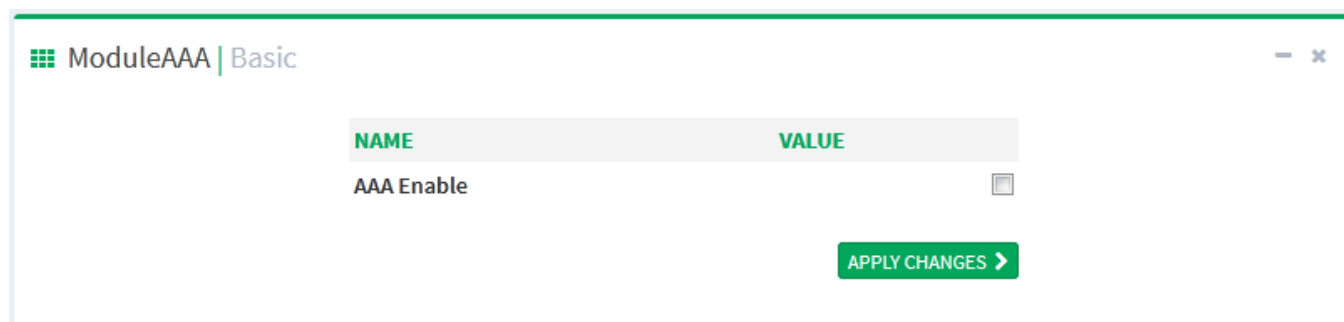 ModuleAAA | Basic
NAME VALUE
AAA Enable
APPLY CHANGES